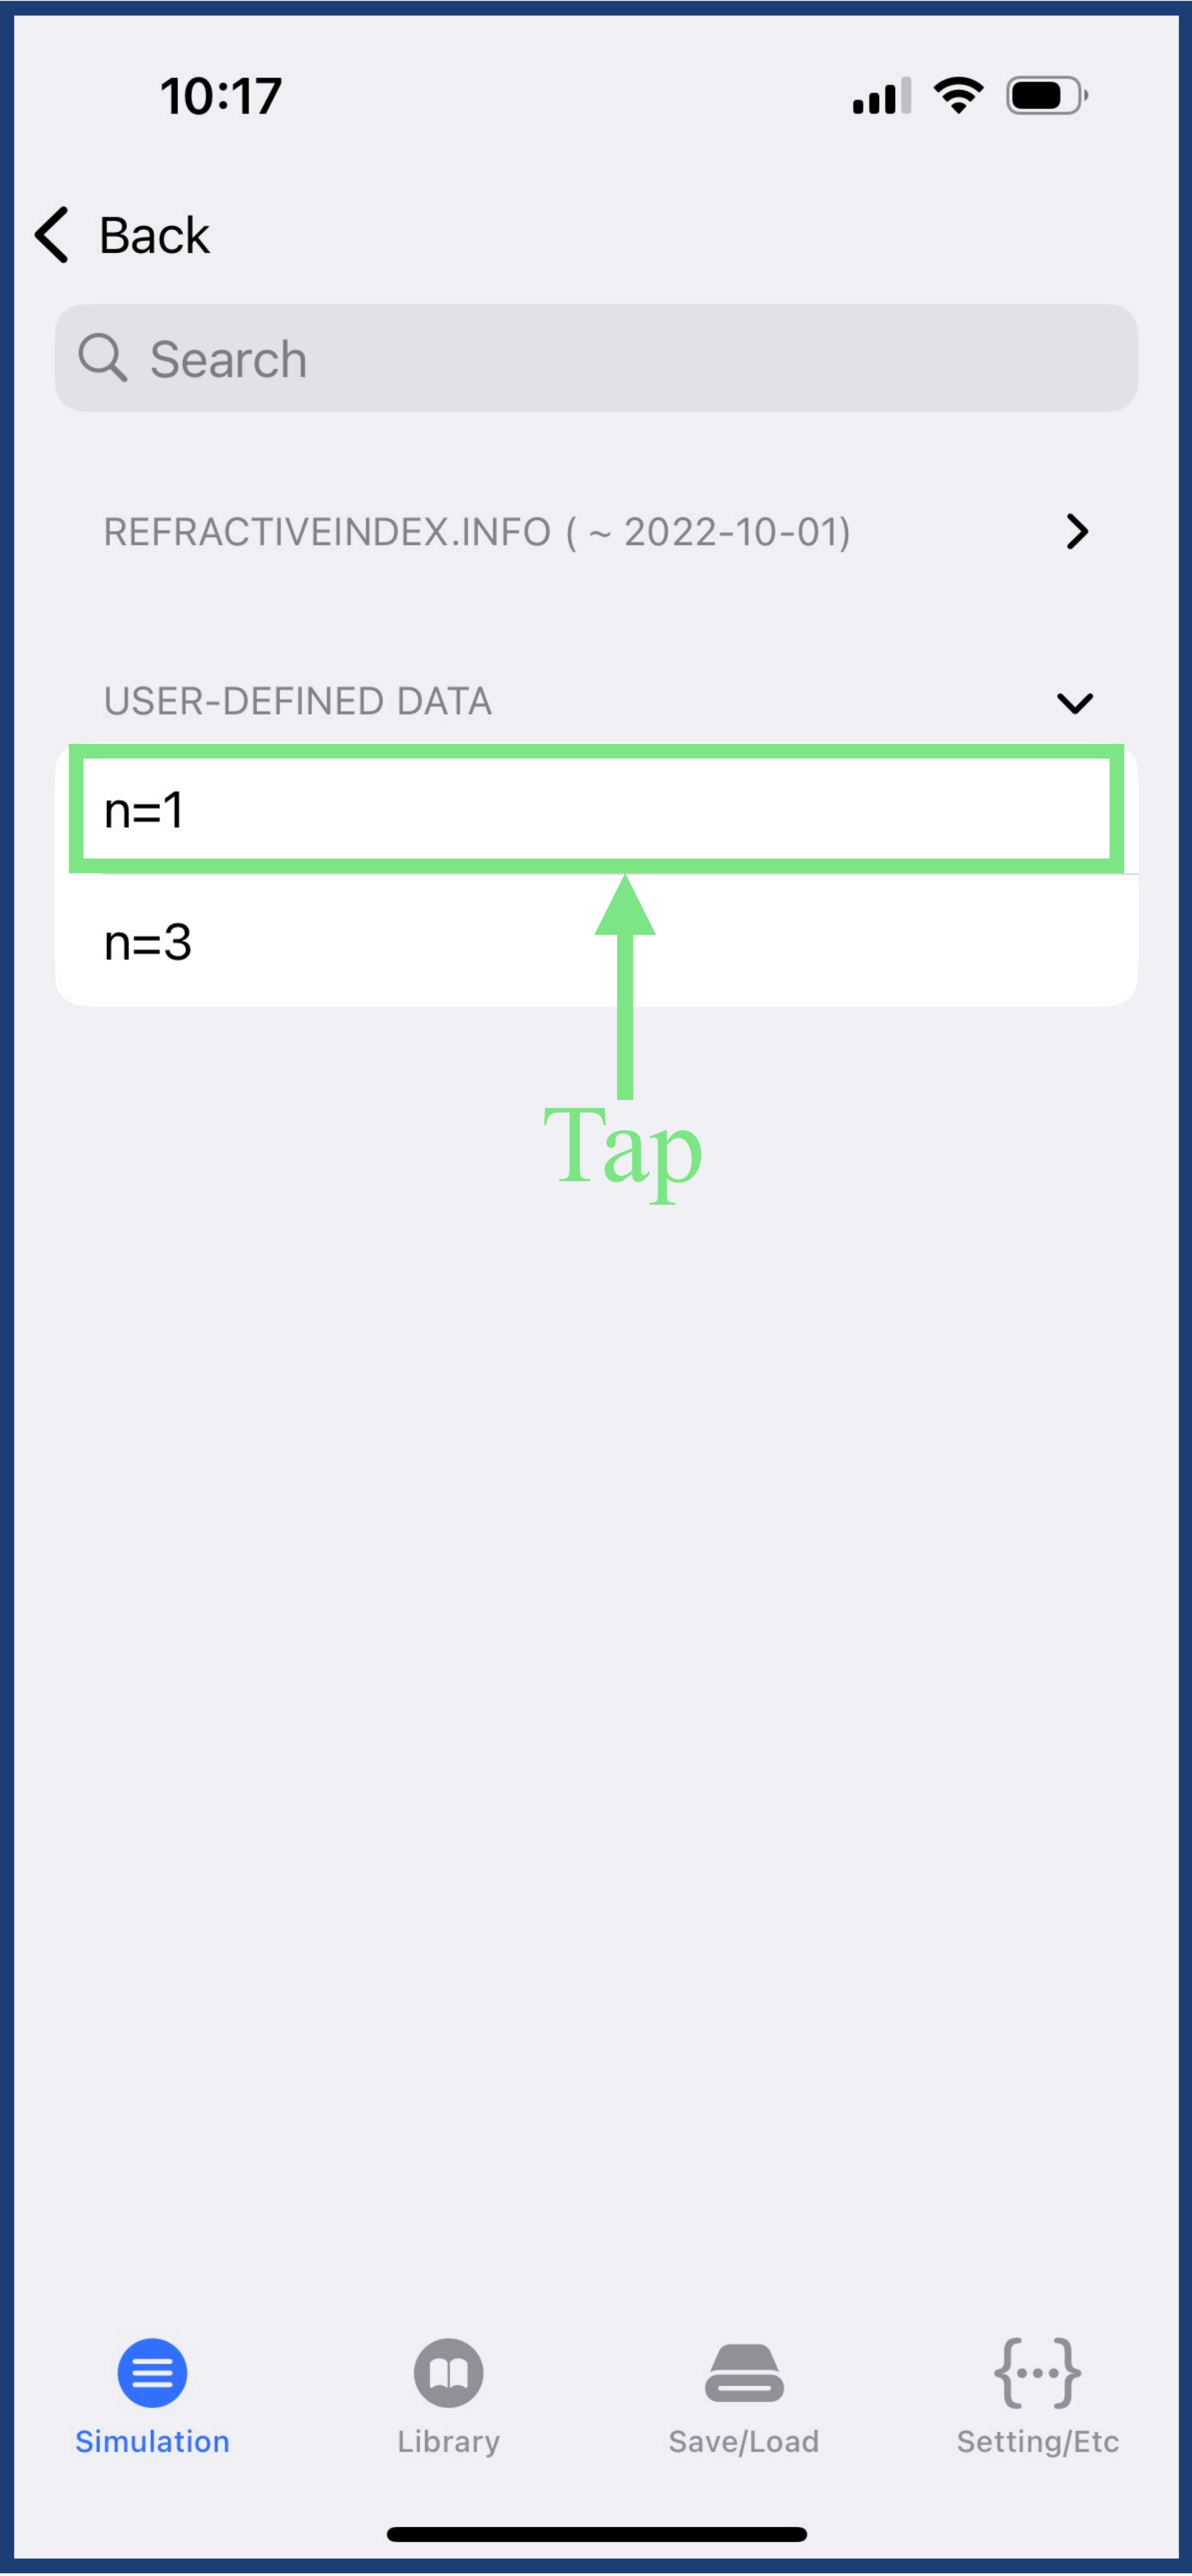 10:17
Back
Search
REFRACTIVEINDEX.INFO ( ~ 2022-10-01)
USER-DEFINED DATA
n=1
n=3
Tap
Simulation
Library
Save/Load
Setting/Etc